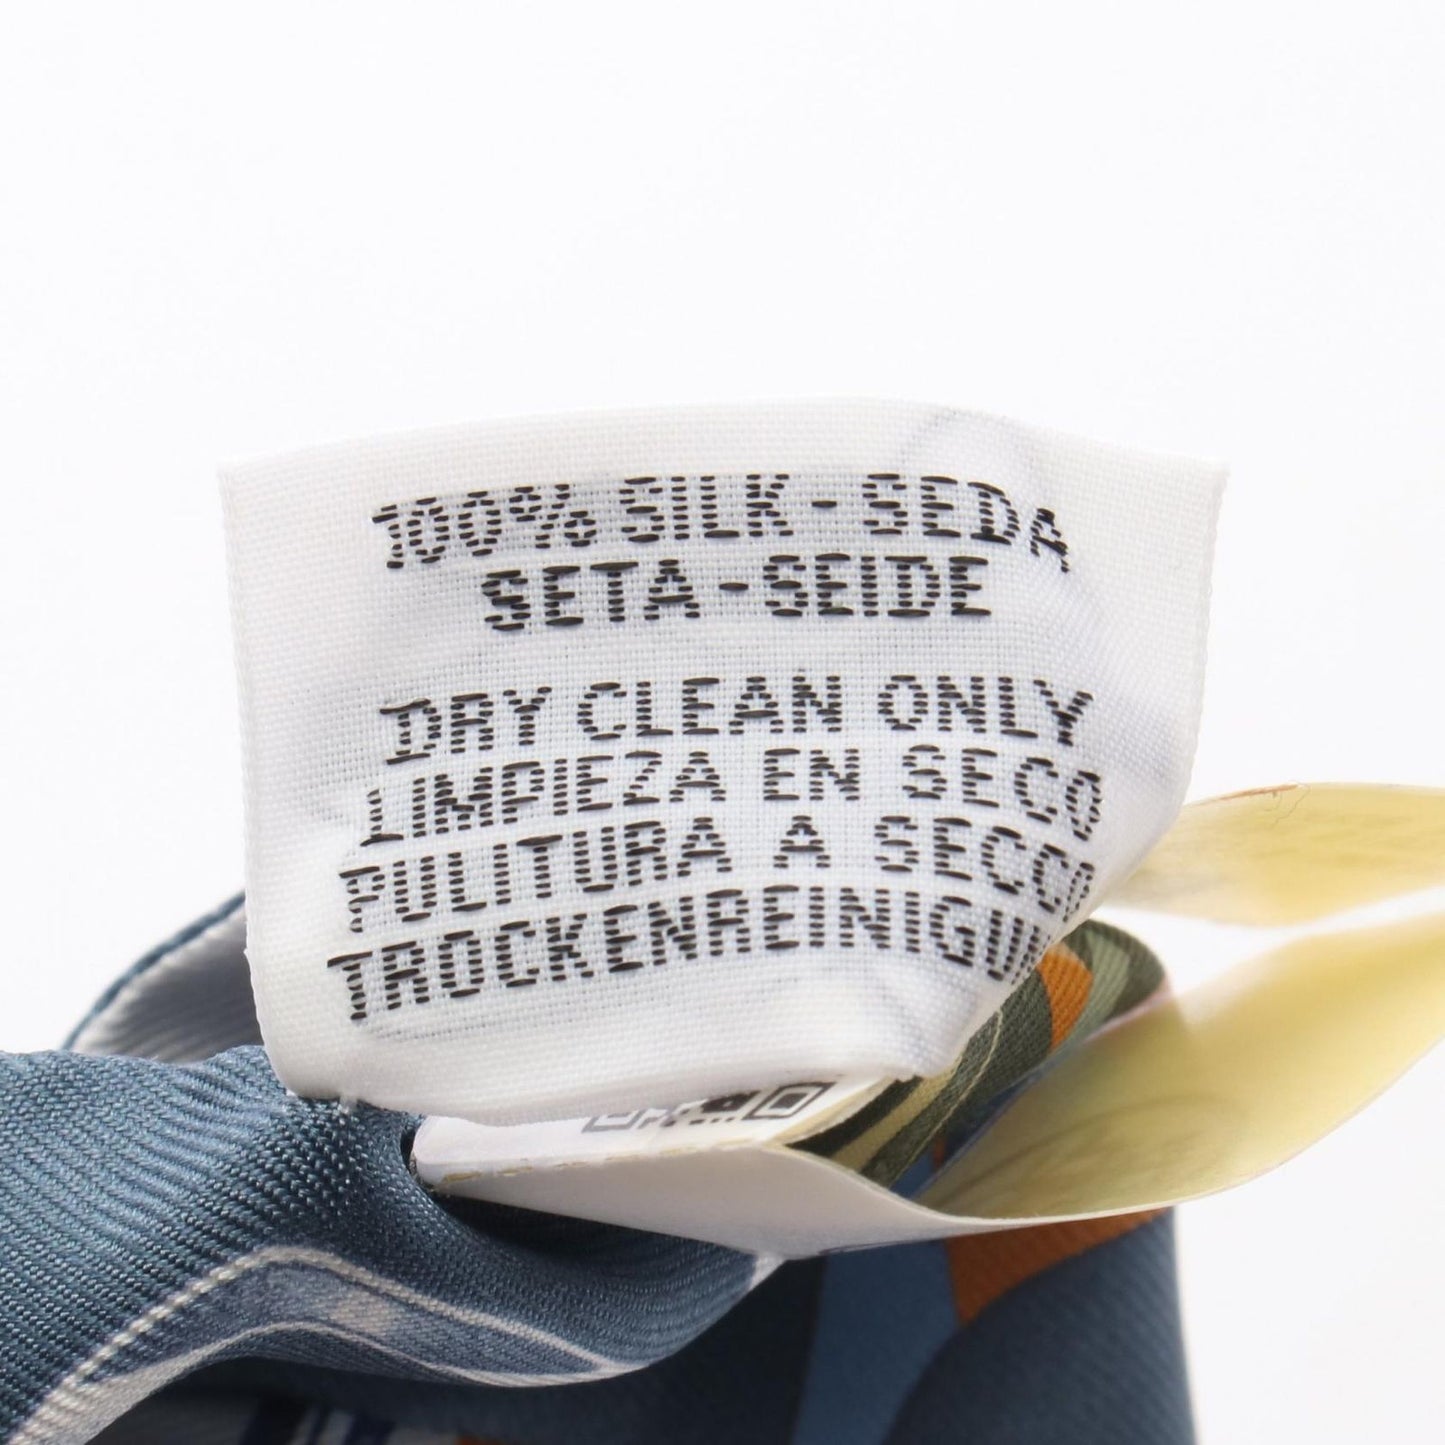 100% SILK - SEDA
SETA - SEIDE
DRY CLEAN ONLY
LIMPIEZA EN SECO
PULITURA A SECCO
TROCKENREINIGU